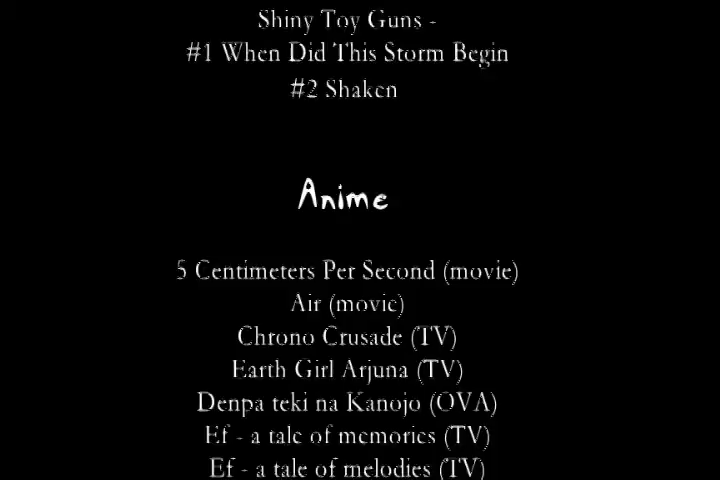 Shiny Toy Guns -
#1 When Did This Storm Begin
#2 Shaken
Anime
5 Centimeters Per Second (movie)
Air (movie)
Chrono Crusade (TV)
Earth Girl Arjuna (TV)
Denpa teki na Kanojo (OVA)
Ef - a tale of memories (TV)
Ef - a tale of melodies (TV)